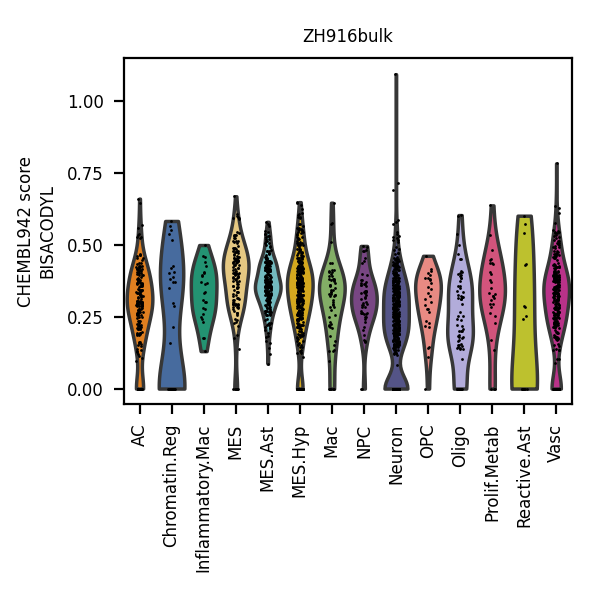 ZH916bulk
CHEMBL942 score
BISACODYL
1.00
0.75
0.50
0.25
0.00
AC
Chromatin.Reg
Inflammatory.Mac
MES
MES.Ast
MES.Hyp
Mac
NPC
Neuron
OPC
Oligo
Prolif.Metab
Reactive.Ast
Vasc